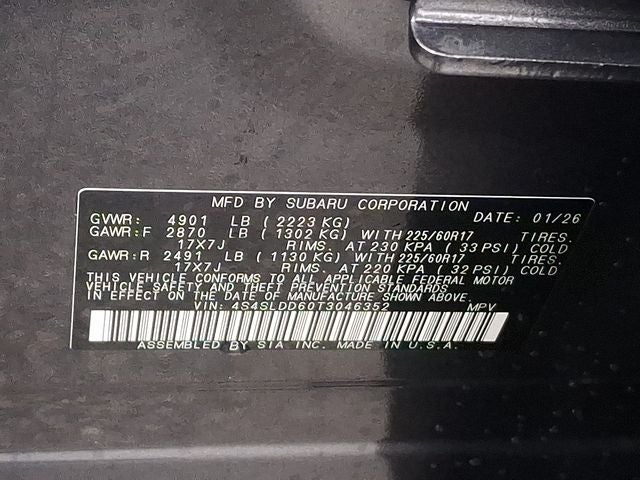 MFD BY SUBARU CORPORATION
GVWR: 4901 LB ( 2223 KG) DATE: 01/26
GAWR: F 2870 LB ( 1302 KG) WITH 225/60R17 TIRES.
17X7J RIMS. AT 230 KPA ( 33 PSI) COLD
GAWR: R 2491 LB ( 1130 KG) WITH 225/60R17 TIRES.
17X7J RIMS. AT 220 KPA ( 32 PSI) COLD
THIS VEHICLE CONFORMS TO ALL APPLICABLE FEDERAL MOTOR
VEHICLE SAFETY AND THEFT PREVENTION STANDARDS IN EFFECT
ON THE DATE OF MANUFACTURE SHOWN ABOVE.
VIN: 4S4SLDD60T3046352 MPV
ASSEMBLED BY SIA INC. MADE IN U.S.A.